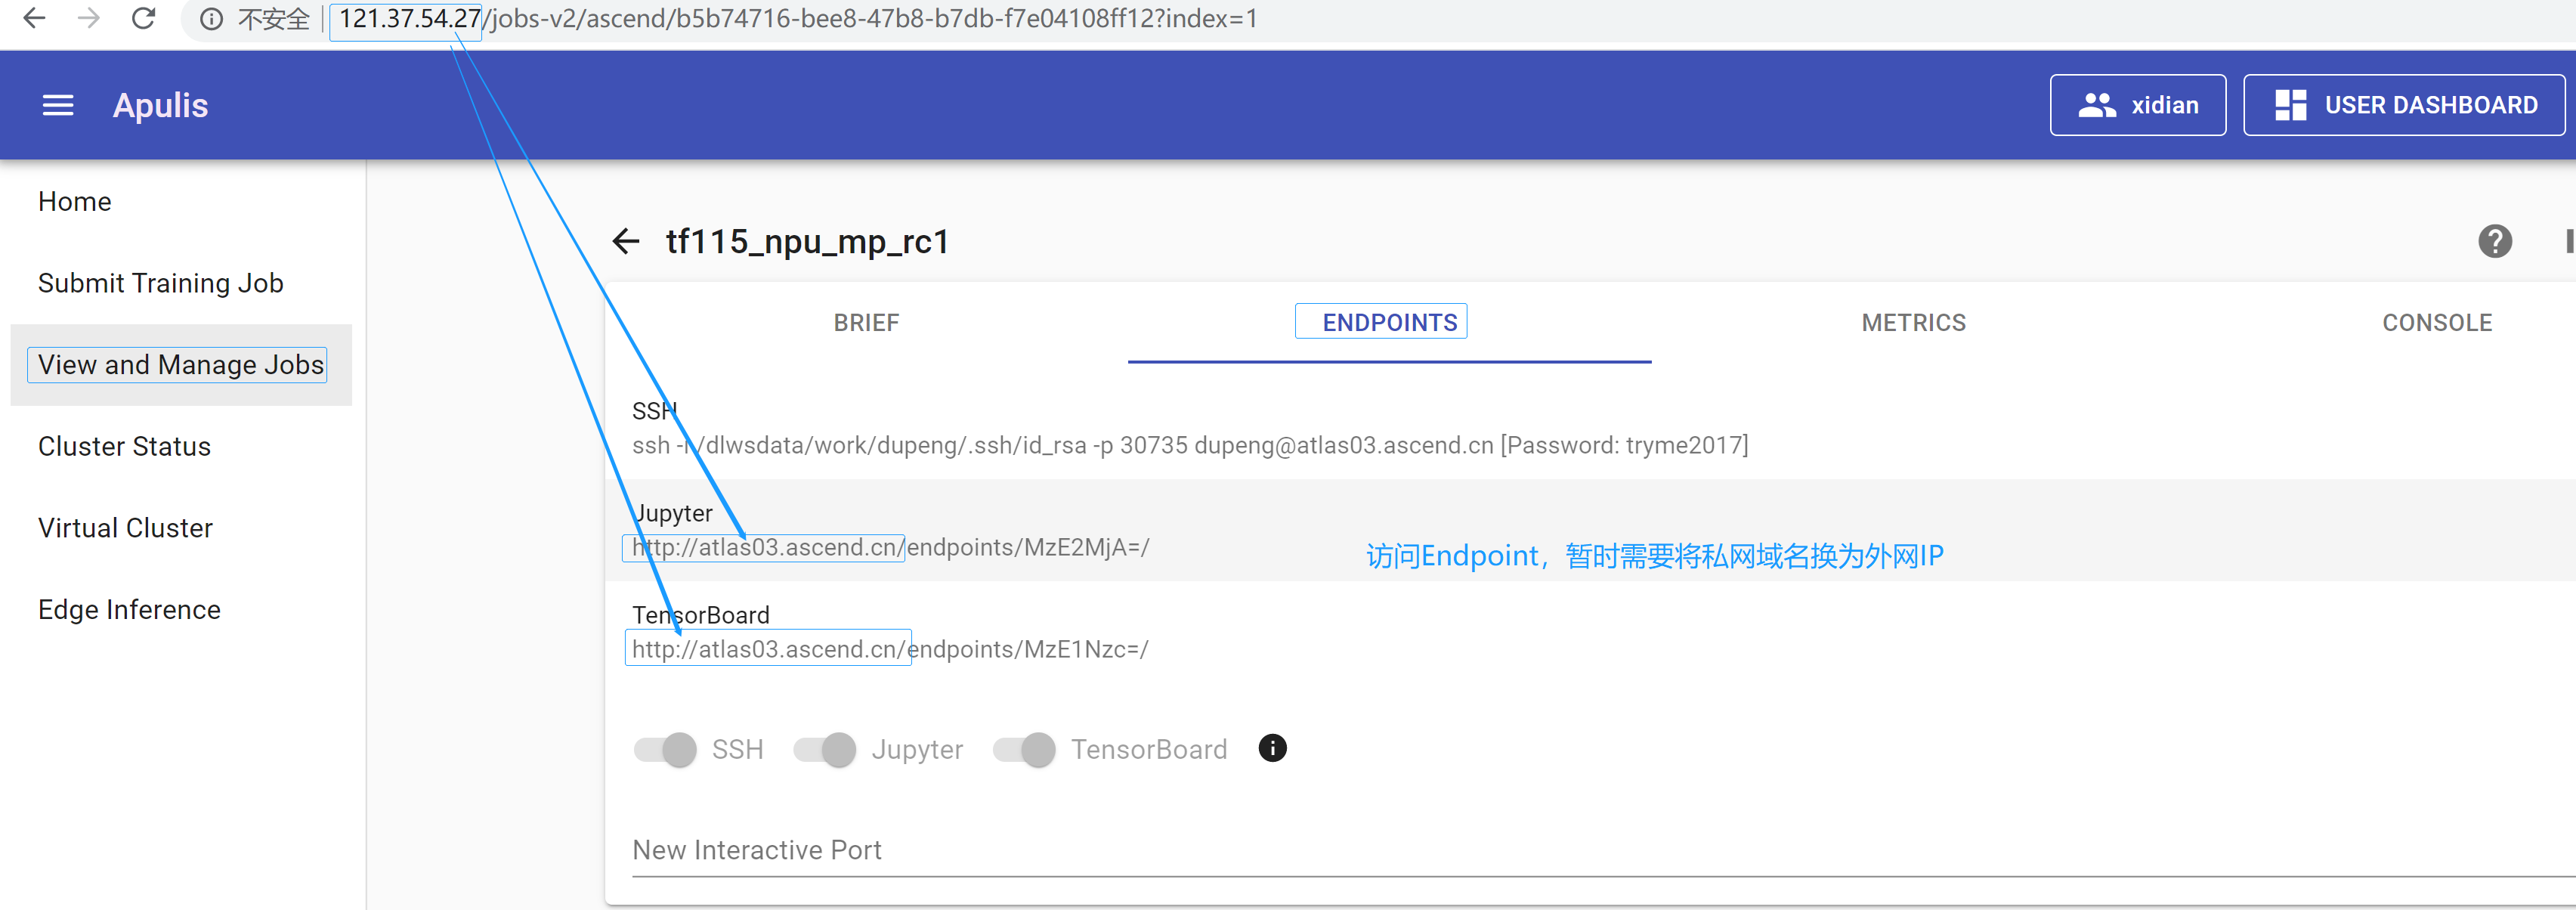 不安全 121.37.54.27/jobs-v2/ascend/b5b74716-bee8-47b8-b7db-f7e04108ff12?index=1
Apulis
xidian
USER DASHBOARD
Home
Submit Training Job
View and Manage Jobs
Cluster Status
Virtual Cluster
Edge Inference
tf115_npu_mp_rc1
BRIEF
ENDPOINTS
METRICS
CONSOLE
SSH
ssh -i /dlwsdata/work/dupeng/.ssh/id_rsa -p 30735 dupeng@atlas03.ascend.cn [Password: tryme2017]
Jupyter
http://atlas03.ascend.cn/endpoints/MzE2MjA=/
访问Endpoint，暂时需要将私网域名换为外网IP
TensorBoard
http://atlas03.ascend.cn/endpoints/MzE1Nzc=/
SSH
Jupyter
TensorBoard
New Interactive Port